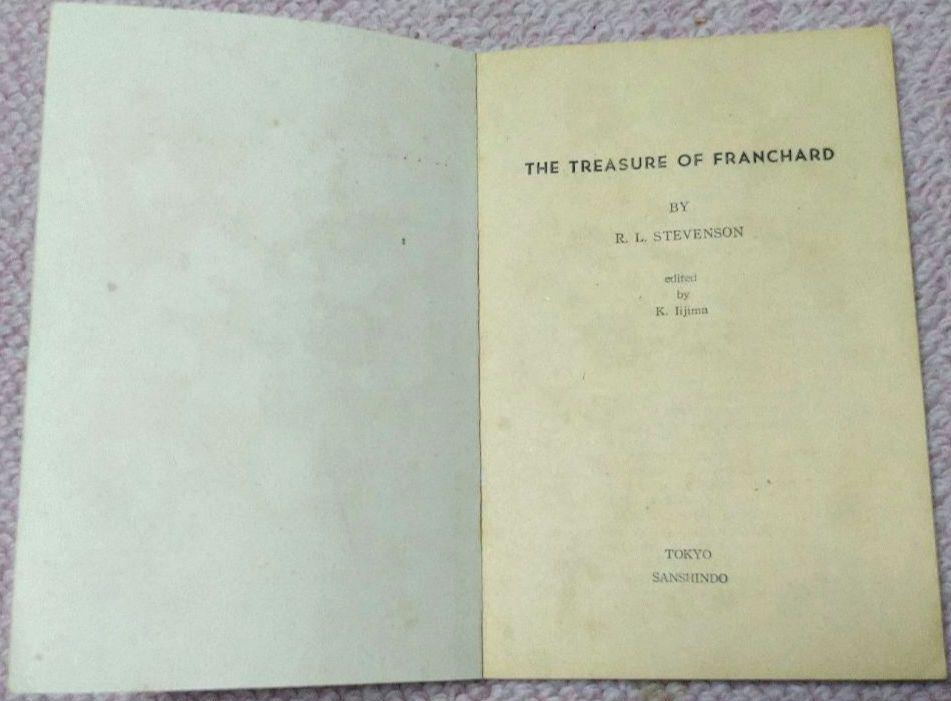 THE TREASURE OF FRANCHARD
BY
R. L. STEVENSON
edited
by
K. Iijima
TOKYO
SANSHINDO